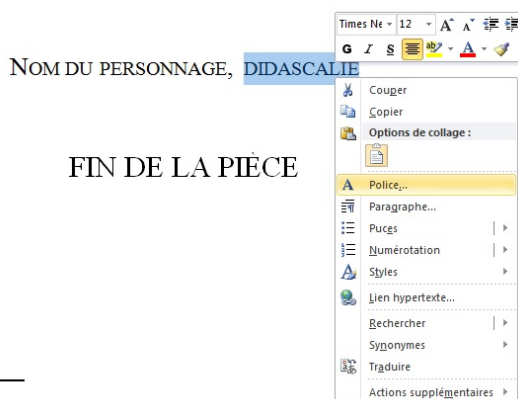 Times Ne 12 A A
G I S ab A
NOM DU PERSONNAGE, DIDASCALIE
Couper
Copier
Options de collage :
FIN DE LA PIÈCE
A Police...
Paragraphe...
Puces
Numérotation
Styles
Lien hypertexte...
Rechercher
Synonymes
Traduire
Actions supplémentaires